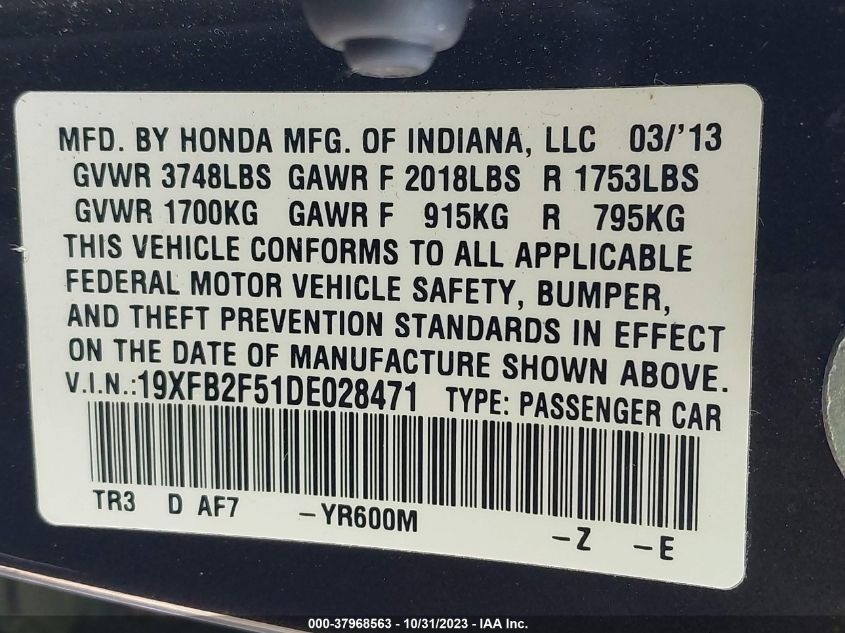 MFD. BY HONDA MFG. OF INDIANA, LLC 03/'13
GVWR 3748LBS GAWR F 2018LBS R 1753LBS
GVWR 1700KG GAWR F 915KG R 795KG
THIS VEHICLE CONFORMS TO ALL APPLICABLE
FEDERAL MOTOR VEHICLE SAFETY, BUMPER,
AND THEFT PREVENTION STANDARDS IN EFFECT
ON THE DATE OF MANUFACTURE SHOWN ABOVE.
V.I.N.:19XFB2F51DE028471 TYPE: PASSENGER CAR
TR3 D AF7 -YR600M -Z -E
000-37968563 - 10/31/2023 - IAA Inc.